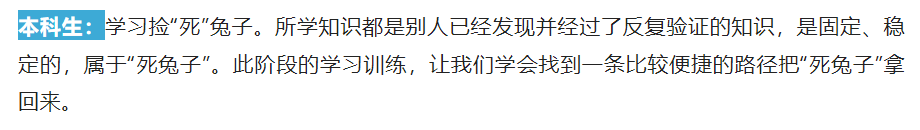 本科生：学习捡“死”兔子。所学知识都是别人已经发现并经过了反复验证的知识，是固定、稳
定的，属于“死兔子”。此阶段的学习训练，让我们学会找到一条比较便捷的路径把“死兔子”拿
回来。